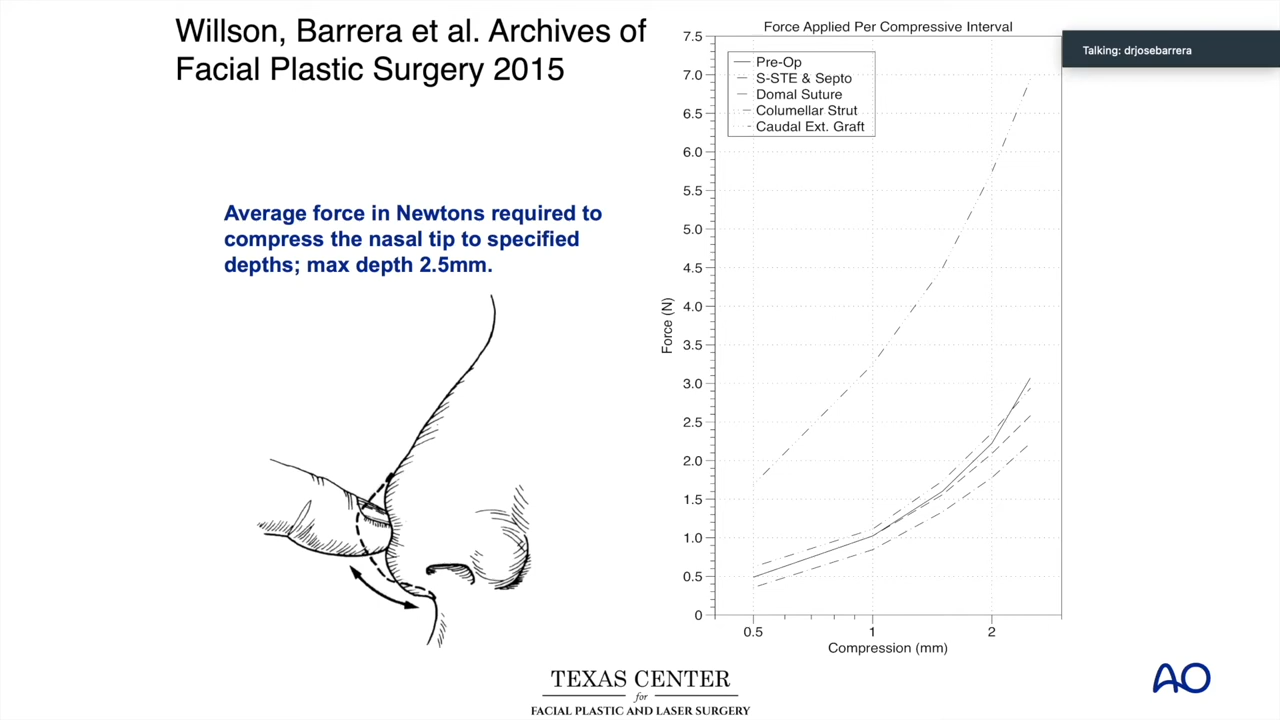 Willson, Barrera et al. Archives of
Facial Plastic Surgery 2015
Average force in Newtons required to
compress the nasal tip to specified
depths; max depth 2.5mm.
Force Applied Per Compressive Interval
Pre-Op
S-STE & Septo
Domal Suture
Columellar Strut
Caudal Ext. Graft
Force (N)
7.5
7.0
6.5
6.0
5.5
5.0
4.5
4.0
3.5
3.0
2.5
2.0
1.5
1.0
0.5
0
0.5 1 2
Compression (mm)
Talking: drjosebarrera
TEXAS CENTER
for
FACIAL PLASTIC AND LASER SURGERY
AO